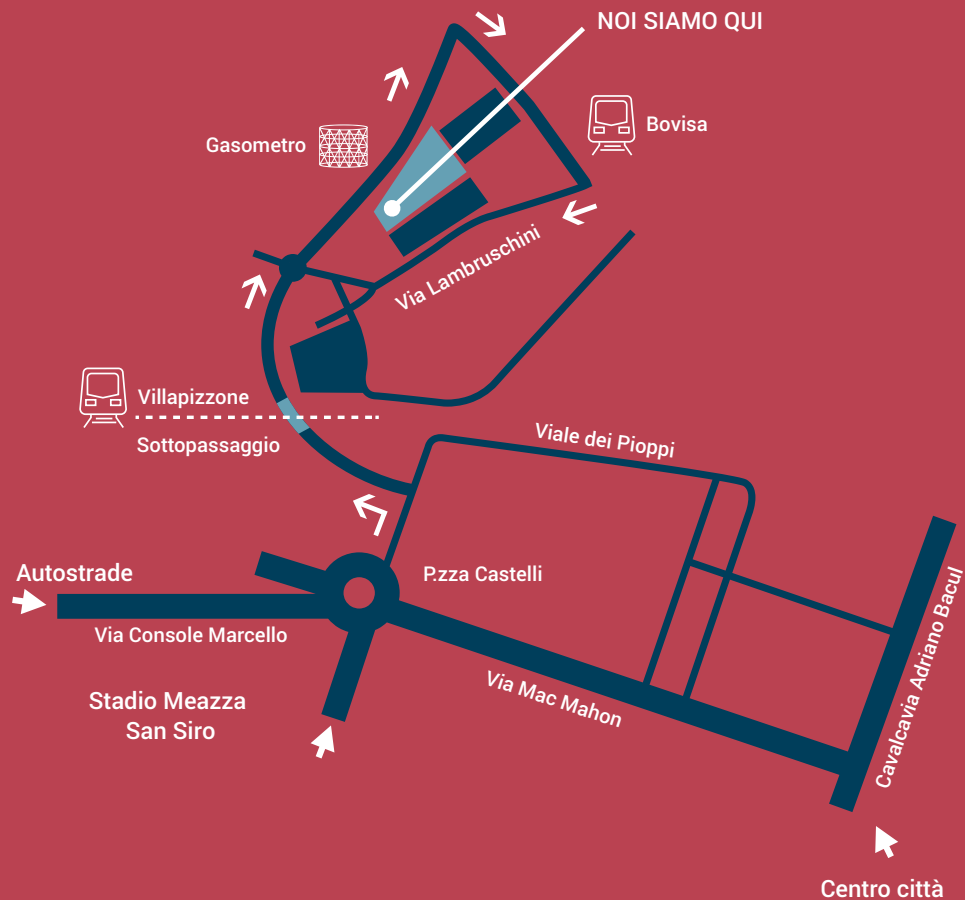 NOI SIAMO QUI
Bovisa
Gasometro
Via Lambruschini
Villapizzone
Sottopassaggio
Viale dei Pioppi
Autostrade
P.zza Castelli
Via Console Marcello
Cavalcavia Adriano Bacul
Via Mac Mahon
Stadio Meazza
San Siro
Centro città